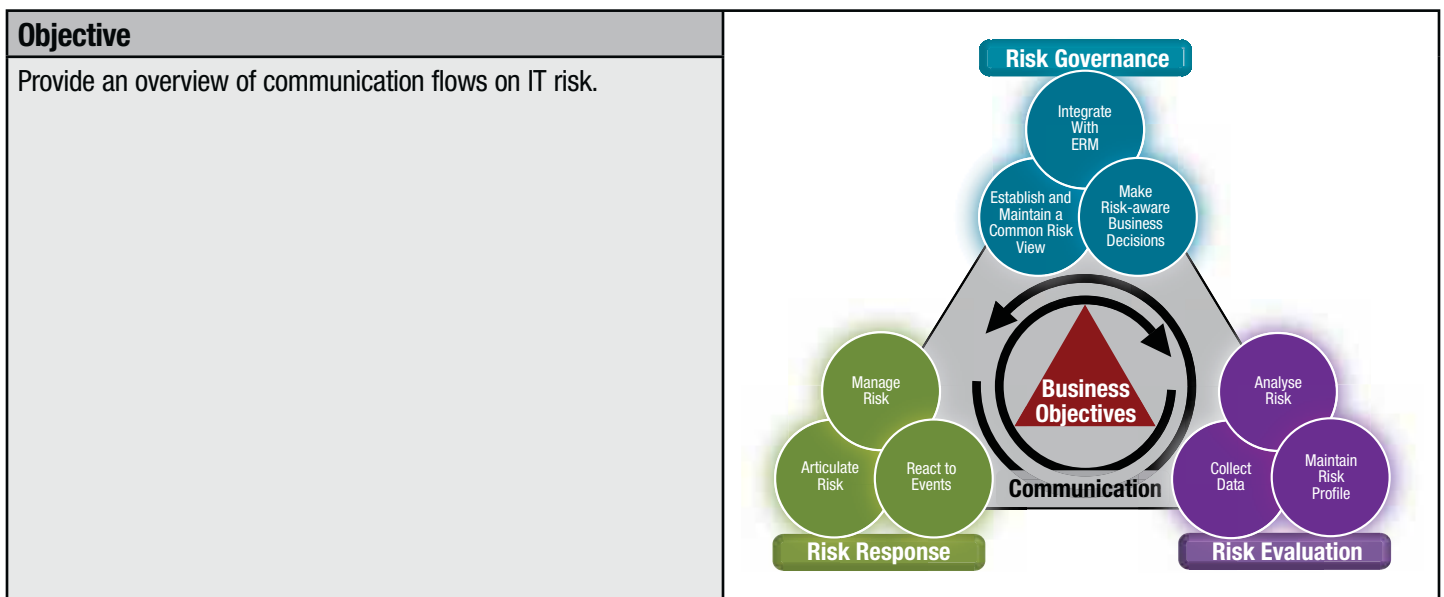 Objective
Provide an overview of communication flows on IT risk.
Risk Governance
Integrate
With
ERM
Establish and
Maintain a
Common Risk
View
Make
Risk-aware
Business
Decisions
Manage
Risk
Articulate
Risk
React to
Events
Business
Objectives
Communication
Analyse
Risk
Collect
Data
Maintain
Risk
Profile
Risk Response
Risk Evaluation